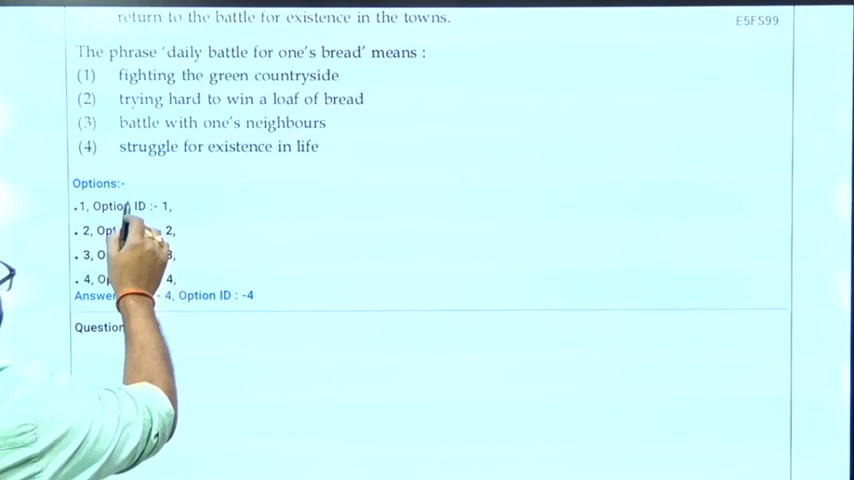 return to the battle for existence in the towns.
E5FS99
The phrase ‘daily battle for one’s bread’ means :
(1) fighting the green countryside
(2) trying hard to win a loaf of bread
(3) battle with one’s neighbours
(4) struggle for existence in life
Options:-
. 1, Option ID :- 1,
. 2, 2,
. 3,
. 4, 4,
- 4, Option ID : -4
Question